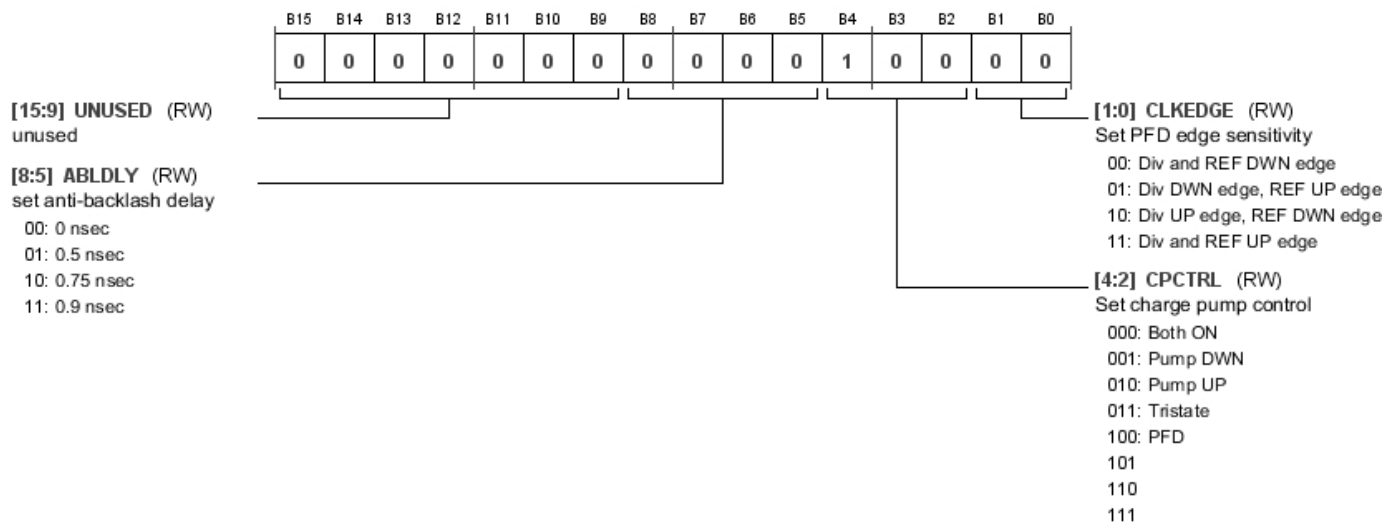 B15 B14 B13 B12 B11 B10 B9 B8 B7 B6 B5 B4 B3 B2 B1 B0
0 0 0 0 0 0 0 0 0 0 0 1 0 0 0 0
[15:9] UNUSED (RW)
unused
[8:5] ABLDLY (RW)
set anti-backlash delay
00: 0 nsec
01: 0.5 nsec
10: 0.75 nsec
11: 0.9 nsec
[1:0] CLKEDGE (RW)
Set PFD edge sensitivity
00: Div and REF DWN edge
01: Div DWN edge, REF UP edge
10: Div UP edge, REF DWN edge
11: Div and REF UP edge
[4:2] CPCTRL (RW)
Set charge pump control
000: Both ON
001: Pump DWN
010: Pump UP
011: Tristate
100: PFD
101
110
111